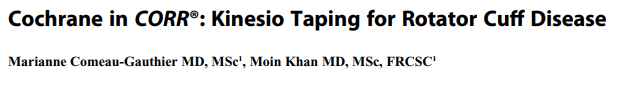 Cochrane in CORR®: Kinesio Taping for Rotator Cuff Disease
Marianne Comeau-Gauthier MD, MSc¹, Moin Khan MD, MSc, FRCSC¹